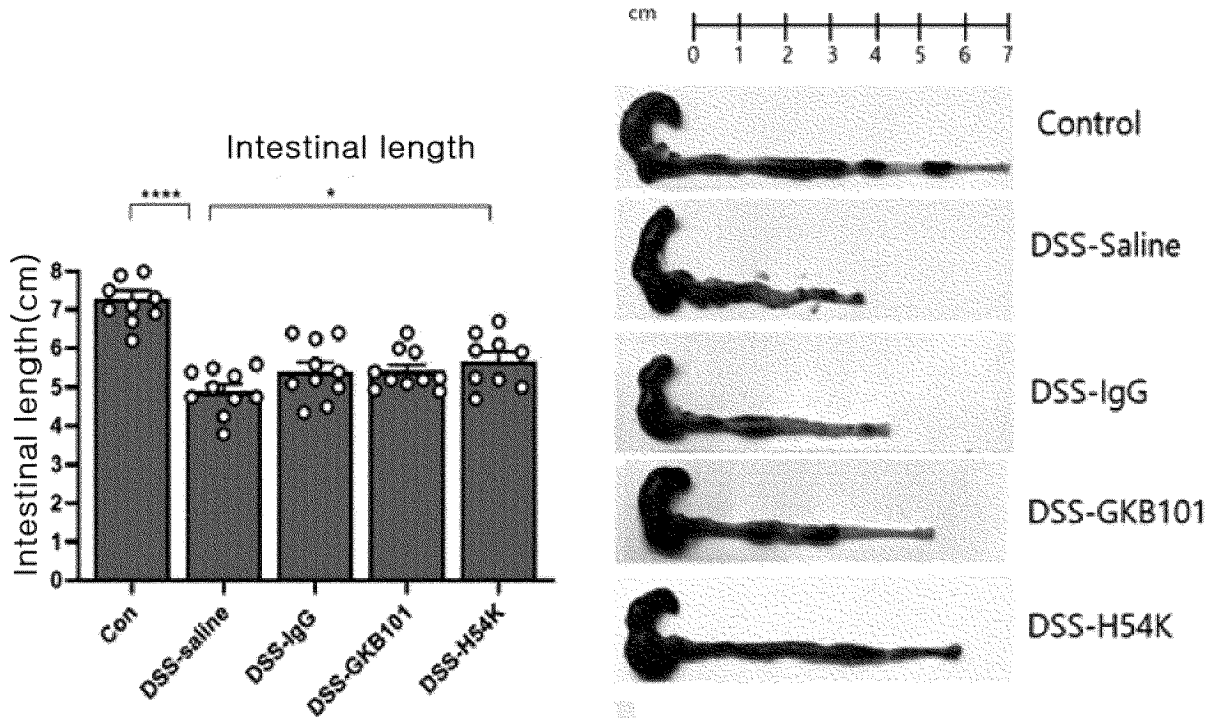 Intestinal length
****
*
Intestinal length(cm)
8
7
6
5
4
3
2
1
0
Con
DSS-saline
DSS-IgG
DSS-GKB101
DSS-H54K
cm
0 1 2 3 4 5 6 7
Control
DSS-Saline
DSS-IgG
DSS-GKB101
DSS-H54K